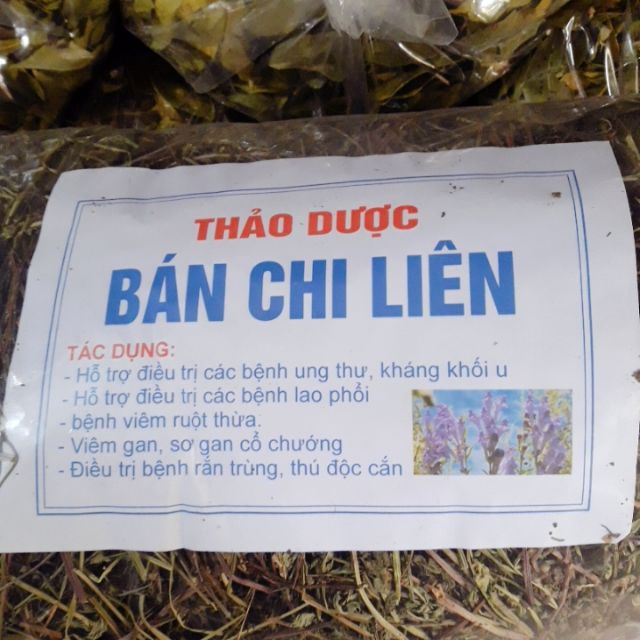 THẢO DƯỢC
BÁN CHI LIÊN
TÁC DỤNG:
- Hỗ trợ điều trị các bệnh ung thư, kháng khối u
- Hỗ trợ điều trị các bệnh lao phổi
- bệnh viêm ruột thừa.
- Viêm gan, sơ gan cổ chướng
- Điều trị bệnh rắn trùng, thú độc cắn